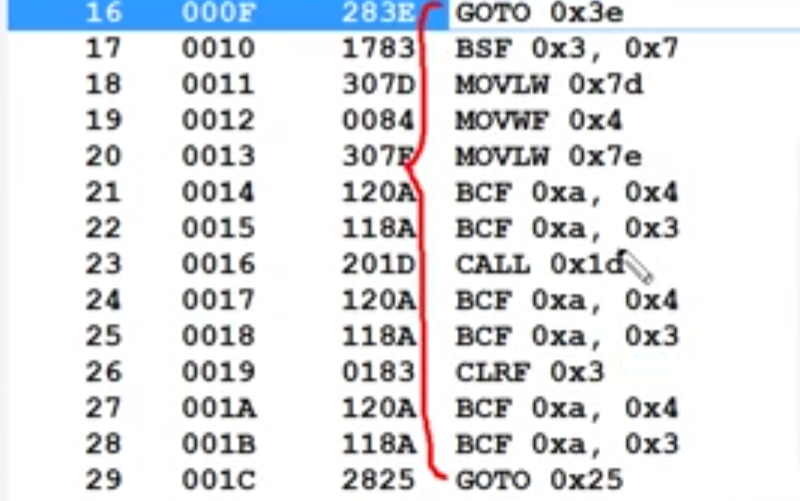 16 000F 283E GOTO 0x3e
17 0010 1783 BSF 0x3, 0x7
18 0011 307D MOVLW 0x7d
19 0012 0084 MOVWF 0x4
20 0013 307E MOVLW 0x7e
21 0014 120A BCF 0xa, 0x4
22 0015 118A BCF 0xa, 0x3
23 0016 201D CALL 0x1d
24 0017 120A BCF 0xa, 0x4
25 0018 118A BCF 0xa, 0x3
26 0019 0183 CLRF 0x3
27 001A 120A BCF 0xa, 0x4
28 001B 118A BCF 0xa, 0x3
29 001C 2825 GOTO 0x25